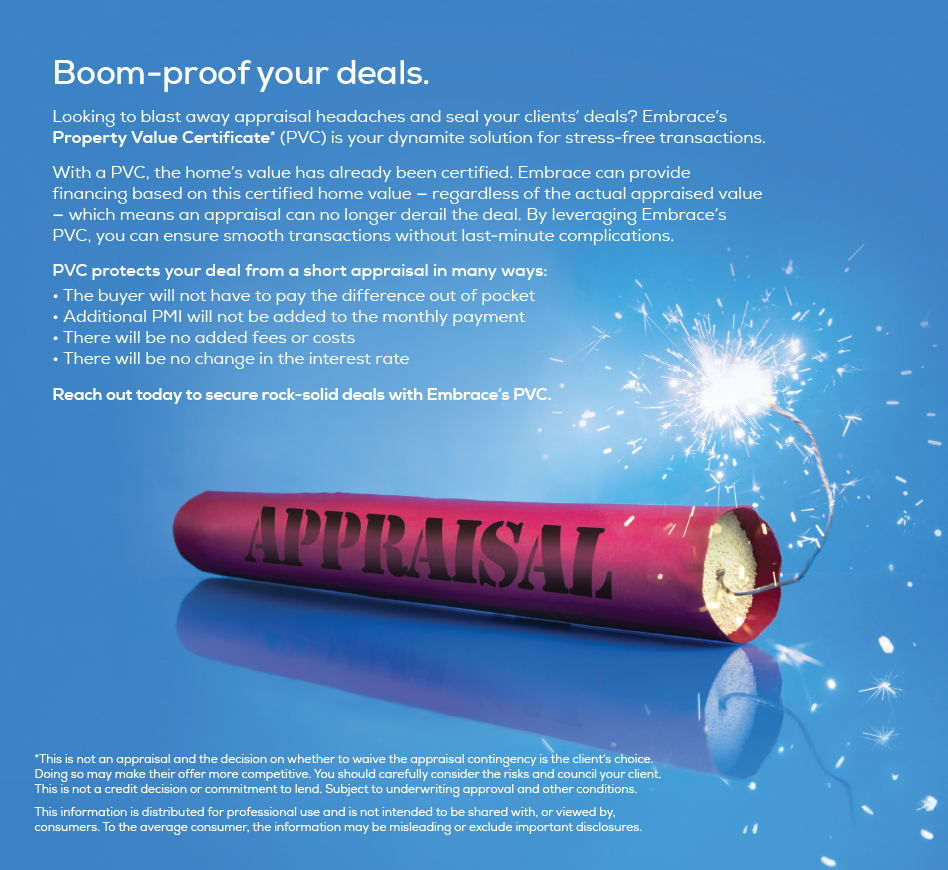 Boom-proof your deals.
Looking to blast away appraisal headaches and seal your clients’ deals? Embrace’s
Property Value Certificate* (PVC) is your dynamite solution for stress-free transactions.
With a PVC, the home’s value has already been certified. Embrace can provide
financing based on this certified home value – regardless of the actual appraised value
– which means an appraisal can no longer derail the deal. By leveraging Embrace’s
PVC, you can ensure smooth transactions without last-minute complications.
PVC protects your deal from a short appraisal in many ways:
• The buyer will not have to pay the difference out of pocket
• Additional PMI will not be added to the monthly payment
• There will be no added fees or costs
• There will be no change in the interest rate
Reach out today to secure rock-solid deals with Embrace’s PVC.
APPRAISAL
*This is not an appraisal and the decision on whether to waive the appraisal contingency is the client’s choice.
Doing so may make their offer more competitive. You should carefully consider the risks and council your client.
This is not a credit decision or commitment to lend. Subject to underwriting approval and other conditions.
This information is distributed for professional use and is not intended to be shared with, or viewed by,
consumers. To the average consumer, the information may be misleading or exclude important disclosures.